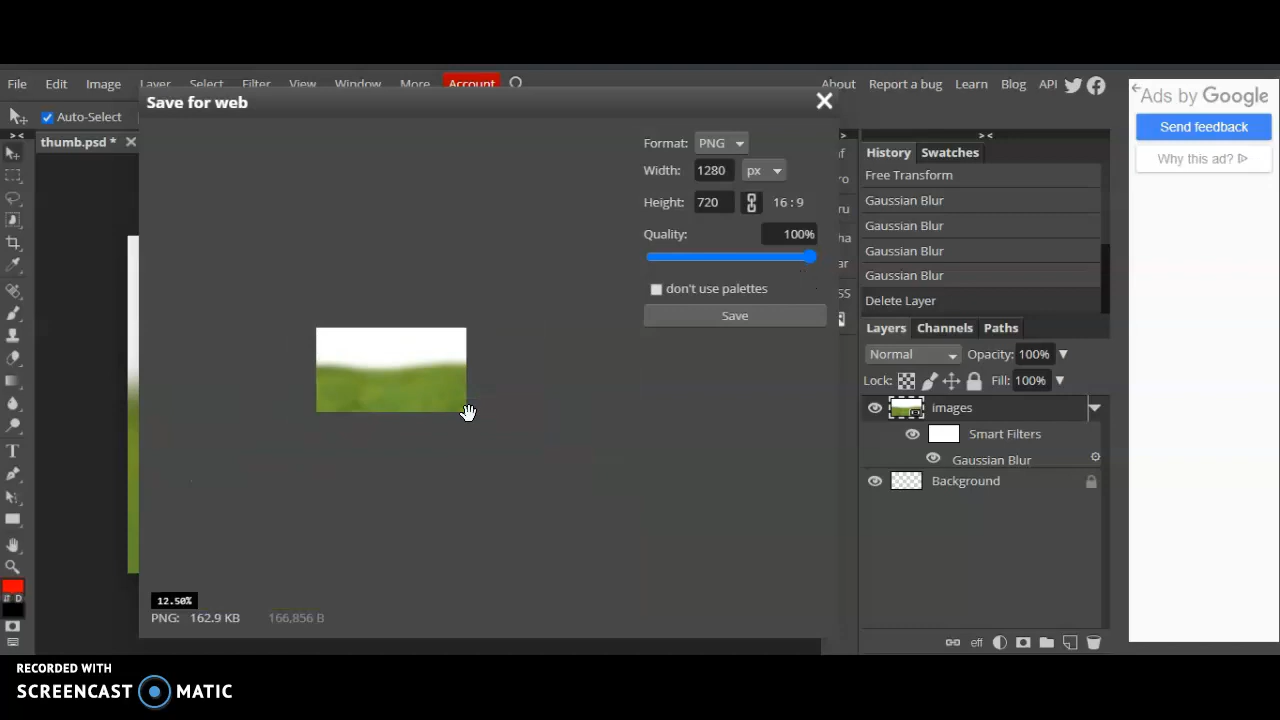 File Edit Image Layer Select Filter View Window More Account About Report a bug Learn Blog API
Auto-Select
thumb.psd *
Save for web
Format: PNG
Width: 1280 px
Height: 720 16 : 9
Quality: 100%
don't use palettes
Save
12.50%
PNG: 162.9 KB 166,856 B
History Swatches
Free Transform
Gaussian Blur
Gaussian Blur
Gaussian Blur
Gaussian Blur
Delete Layer
Layers Channels Paths
Normal Opacity: 100%
Lock: Fill: 100%
images
Smart Filters
Gaussian Blur
Background
eff
D
Ads by Google
Send feedback
Why this ad?
RECORDED WITH
SCREENCAST MATIC